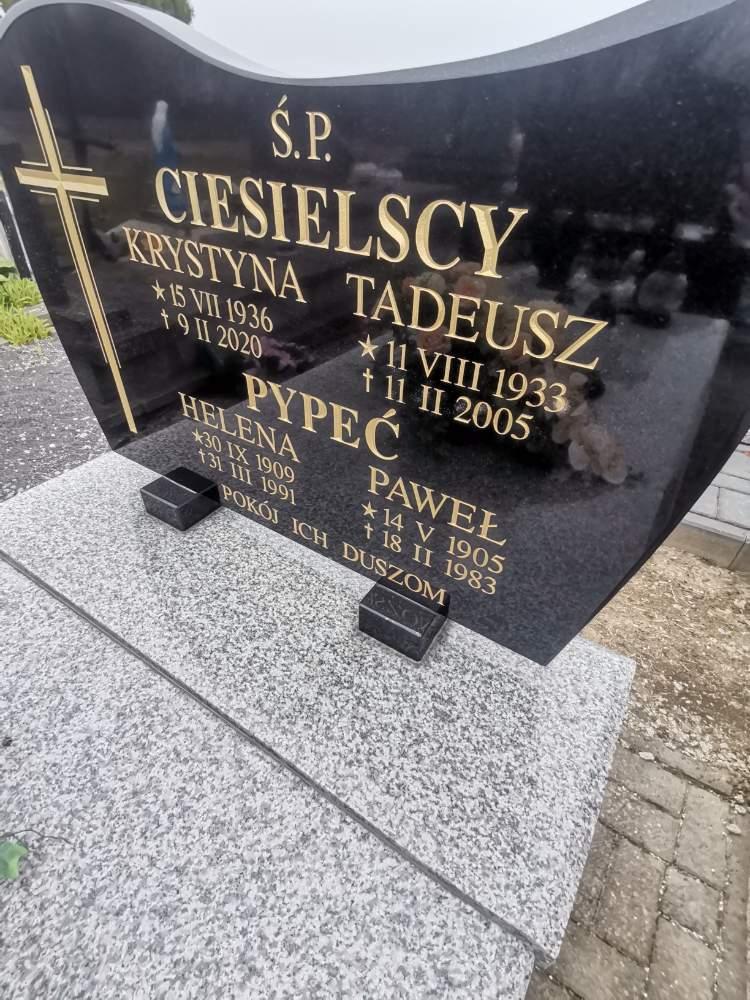 Ś.P.
CIESIELSCY
KRYSTYNA
★15 VII 1936
† 9 II 2020
TADEUSZ
★11 VIII 1933
† 11 II 2005
PYPEĆ
HELENA
★30 IX 1909
†31 III 1991
PAWEŁ
★14 V 1905
†18 II 1983
POKÓJ ICH DUSZOM